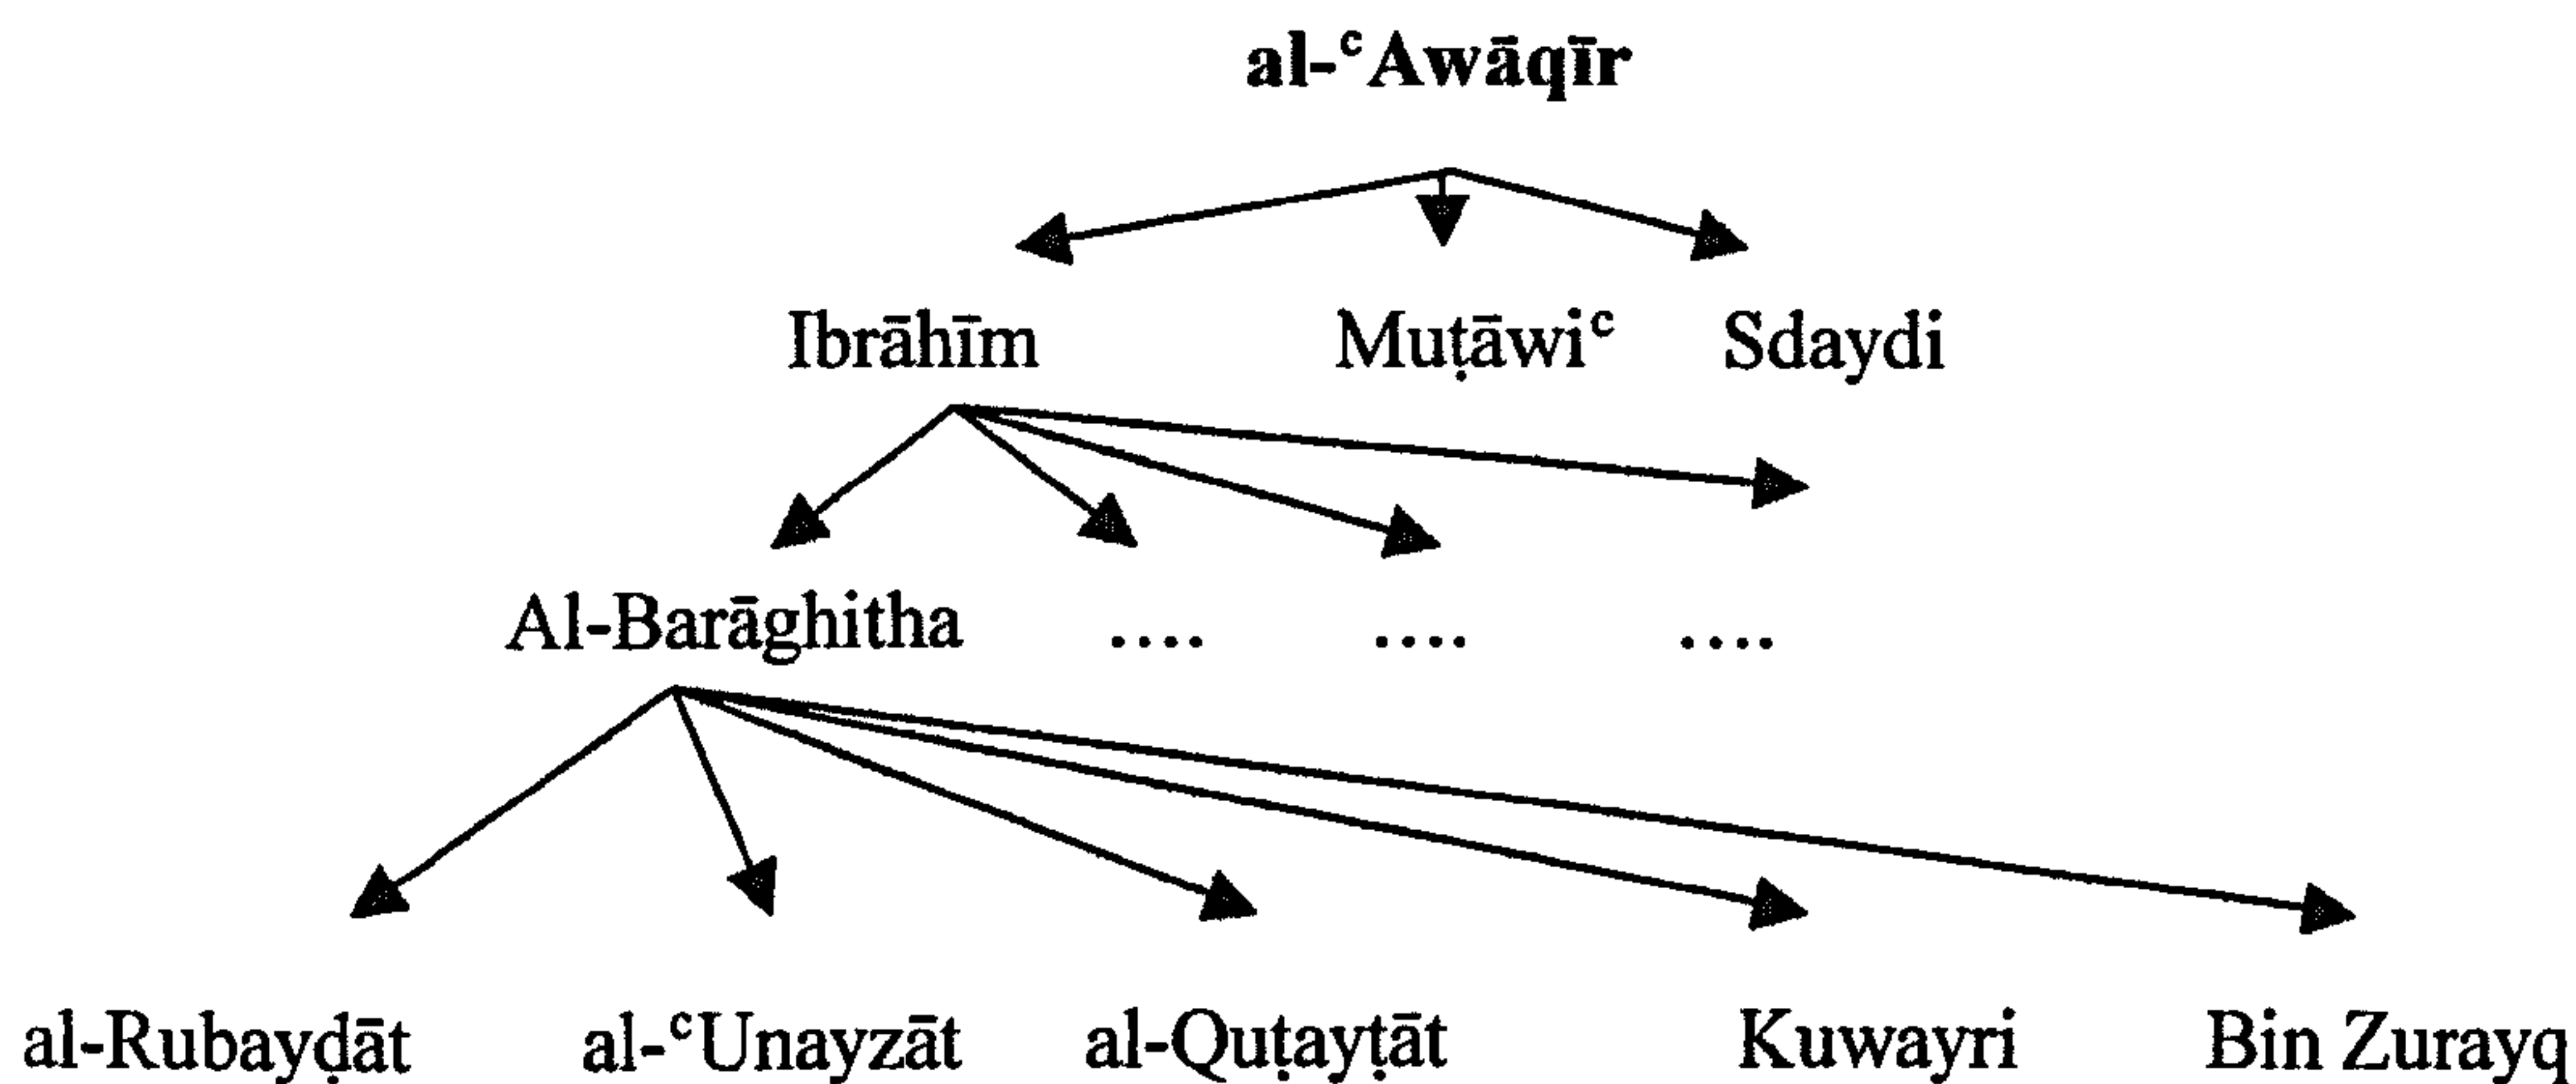 al-ᶜAwāqīr
Ibrāhīm Muṭāwiᶜ Sdaydi
Al-Barāghitha .... .... ....
al-Rubayḍāt al-ᶜUnayzāt al-Quṭayṭāt Kuwayri Bin Zurayq